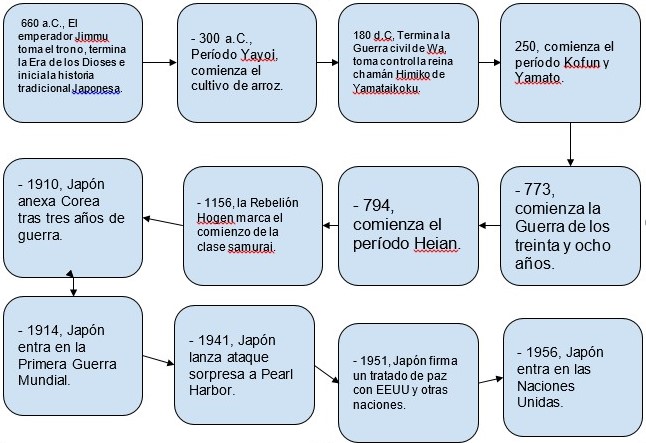 660 a.C., El
emperador Jimmu
toma el trono, termina
la Era de los Dioses e
inicia la historia
tradicional Japonesa.
- 300 a.C.,
Período Yayoi,
comienza el
cultivo de arroz.
180 d.C, Termina la
Guerra civil de Wa,
toma control la reina
chamán Himiko de
Yamataikoku.
250, comienza el
período Kofun y
Yamato.
- 773,
comienza la
Guerra de los
treinta y ocho
años.
- 794,
comienza el
período Heian.
- 1156, la Rebelión
Hogen marca el
comienzo de la
clase samurai.
- 1910, Japón
anexa Corea
tras tres años de
guerra.
- 1914, Japón
entra en la
Primera Guerra
Mundial.
- 1941, Japón
lanza ataque
sorpresa a Pearl
Harbor.
- 1951, Japón firma
un tratado de paz
con EEUU y otras
naciones.
- 1956, Japón
entra en las
Naciones
Unidas.